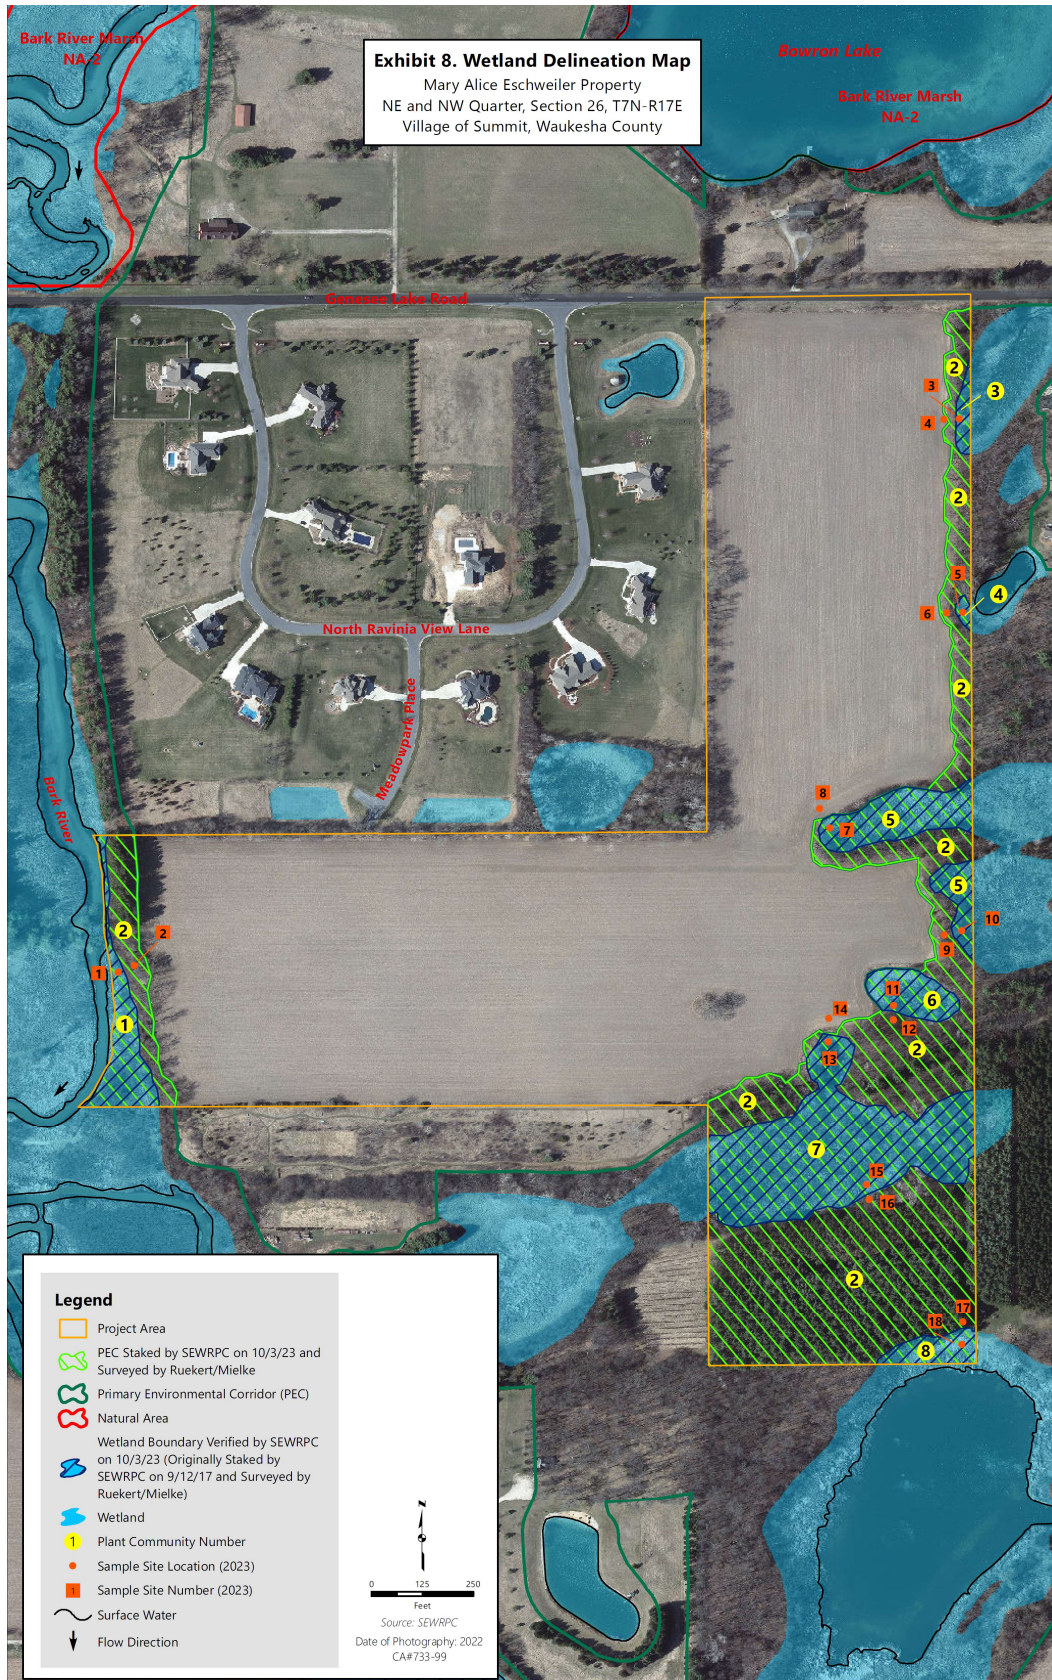 Bark River Marsh
NA-2
Exhibit 8. Wetland Delineation Map
Mary Alice Eschweiler Property
NE and NW Quarter, Section 26, T7N-R17E
Village of Summit, Waukesha County
Bowron Lake
Bark River Marsh
NA-2
Genesee Lake Road
2
3
3
4
2
5
4
6
North Ravinia View Lane
2
Meadowpark Place
Bark River
8
7
5
2
5
10
9
2
2
1
1
11
6
14
12
2
13
2
7
15
16
2
17
18
8
Legend
Project Area
PEC Staked by SEWRPC on 10/3/23 and
Surveyed by Ruekert/Mielke
Primary Environmental Corridor (PEC)
Natural Area
Wetland Boundary Verified by SEWRPC
on 10/3/23 (Originally Staked by
SEWRPC on 9/12/17 and Surveyed by
Ruekert/Mielke)
Wetland
1
Plant Community Number
Sample Site Location (2023)
1
Sample Site Number (2023)
Surface Water
Flow Direction
N
0 125 250
Feet
Source: SEWRPC
Date of Photography: 2022
CA#733-99